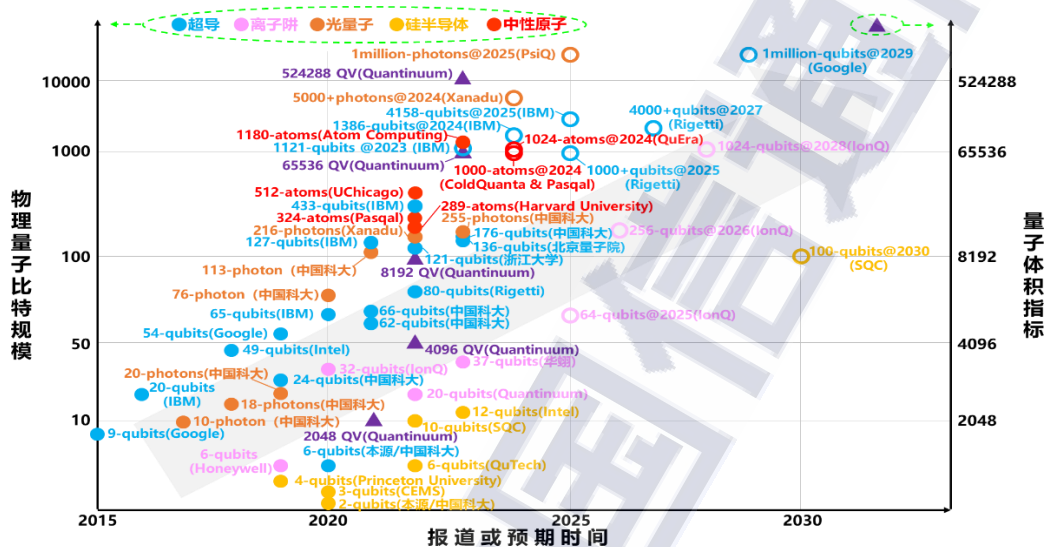 超导 离子阱 光量子 硅半导体 中性原子
1million-photons@2025(PsiQ)
1million-qubits@2029
(Google)
524288 QV(Quantinuum)
10000
524288
5000+photons@2024(Xanadu)
4158-qubits@2025(IBM)
4000+qubits@2027
(Rigetti)
1386-qubits@2024(IBM)
1180-atoms(Atom Computing)
1024-atoms@2024(QuEra)
1121-qubits @2023 (IBM)
1024-qubits@2028(IonQ)
1000
65536
65536 QV(Quantinuum)
1000-atoms@2024
(ColdQuanta & Pasqal)
1000+qubits@2025
(Rigetti)
512-atoms(UChicago)
433-qubits(IBM)
289-atoms(Harvard University)
324-atoms(Pasqal)
255-photons(中国科大)
216-photons(Xanadu)
176-qubits(中国科大)
256-qubits@2026(IonQ)
127-qubits(IBM)
136-qubits(北京量子院)
100-qubits@2030
(SQC)
100
121-qubits(浙江大学)
8192
113-photon (中国科大)
8192 QV(Quantinuum)
76-photon (中国科大)
80-qubits(Rigetti)
65-qubits(IBM)
66-qubits(中国科大)
64-qubits@2025(IonQ)
62-qubits(中国科大)
54-qubits(Google)
50
4096
49-qubits(Intel)
4096 QV(Quantinuum)
37-qubits(华翊)
32-qubits(IonQ)
20-photons(中国科大)
24-qubits(中国科大)
20-qubits
(IBM)
20-qubits(Quantinuum)
18-photons(中国科大)
12-qubits(Intel)
10
2048
10-photon (中国科大)
10-qubits(SQC)
9-qubits(Google)
2048 QV(Quantinuum)
6-qubits
(Honeywell)
6-qubits(本源/中国科大)
6-qubits(QuTech)
4-qubits(Princeton University)
3-qubits(CEMS)
2-qubits(本源/中国科大)
2015 2020 2025 2030
报道或预期时间
物理量子比特规模
量子体积指标